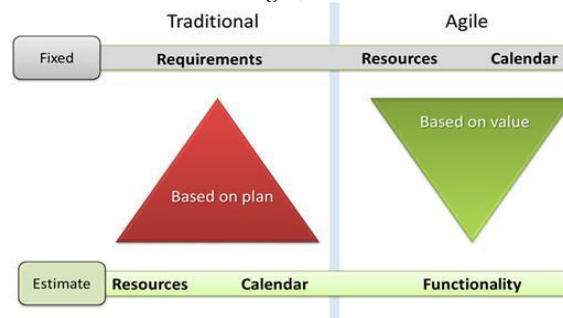 Traditional Agile
Fixed Requirements Resources Calendar
Based on value
Based on plan
Estimate Resources Calendar Functionality